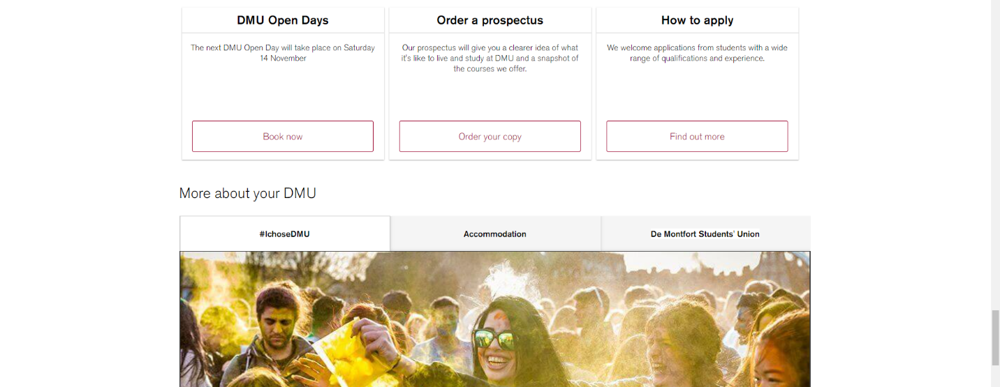 DMU Open Days
The next DMU Open Day will take place on Saturday
14 November
Book now
Order a prospectus
Our prospectus will give you a clearer idea of what
it's like to live and study at DMU and a snapshot of
the courses we offer.
Order your copy
How to apply
We welcome applications from students with a wide
range of qualifications and experience.
Find out more
More about your DMU
#IchoseDMU
Accommodation
De Montfort Students' Union